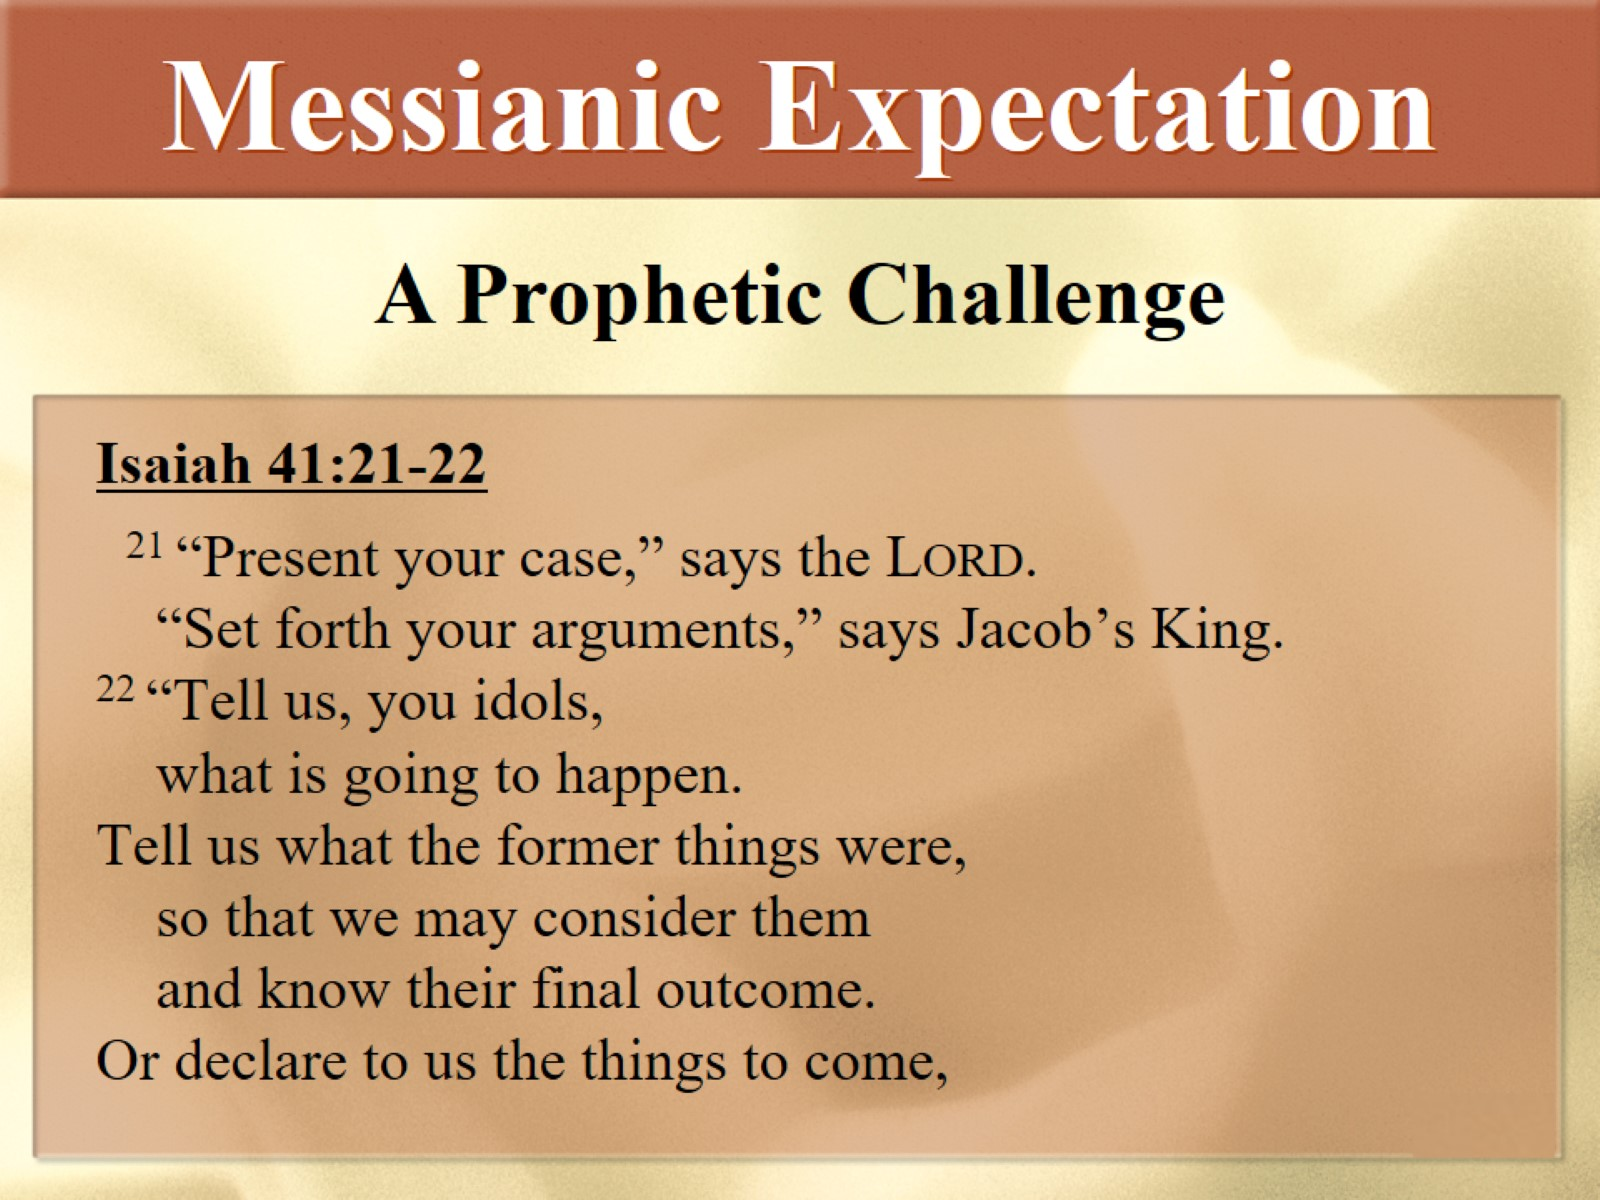 Messianic Expectation
A Prophetic Challenge
Isaiah 41:21-22
21 “Present your case,” says the LORD.
“Set forth your arguments,” says Jacob’s King.
22 “Tell us, you idols,
what is going to happen.
Tell us what the former things were,
so that we may consider them
and know their final outcome.
Or declare to us the things to come,